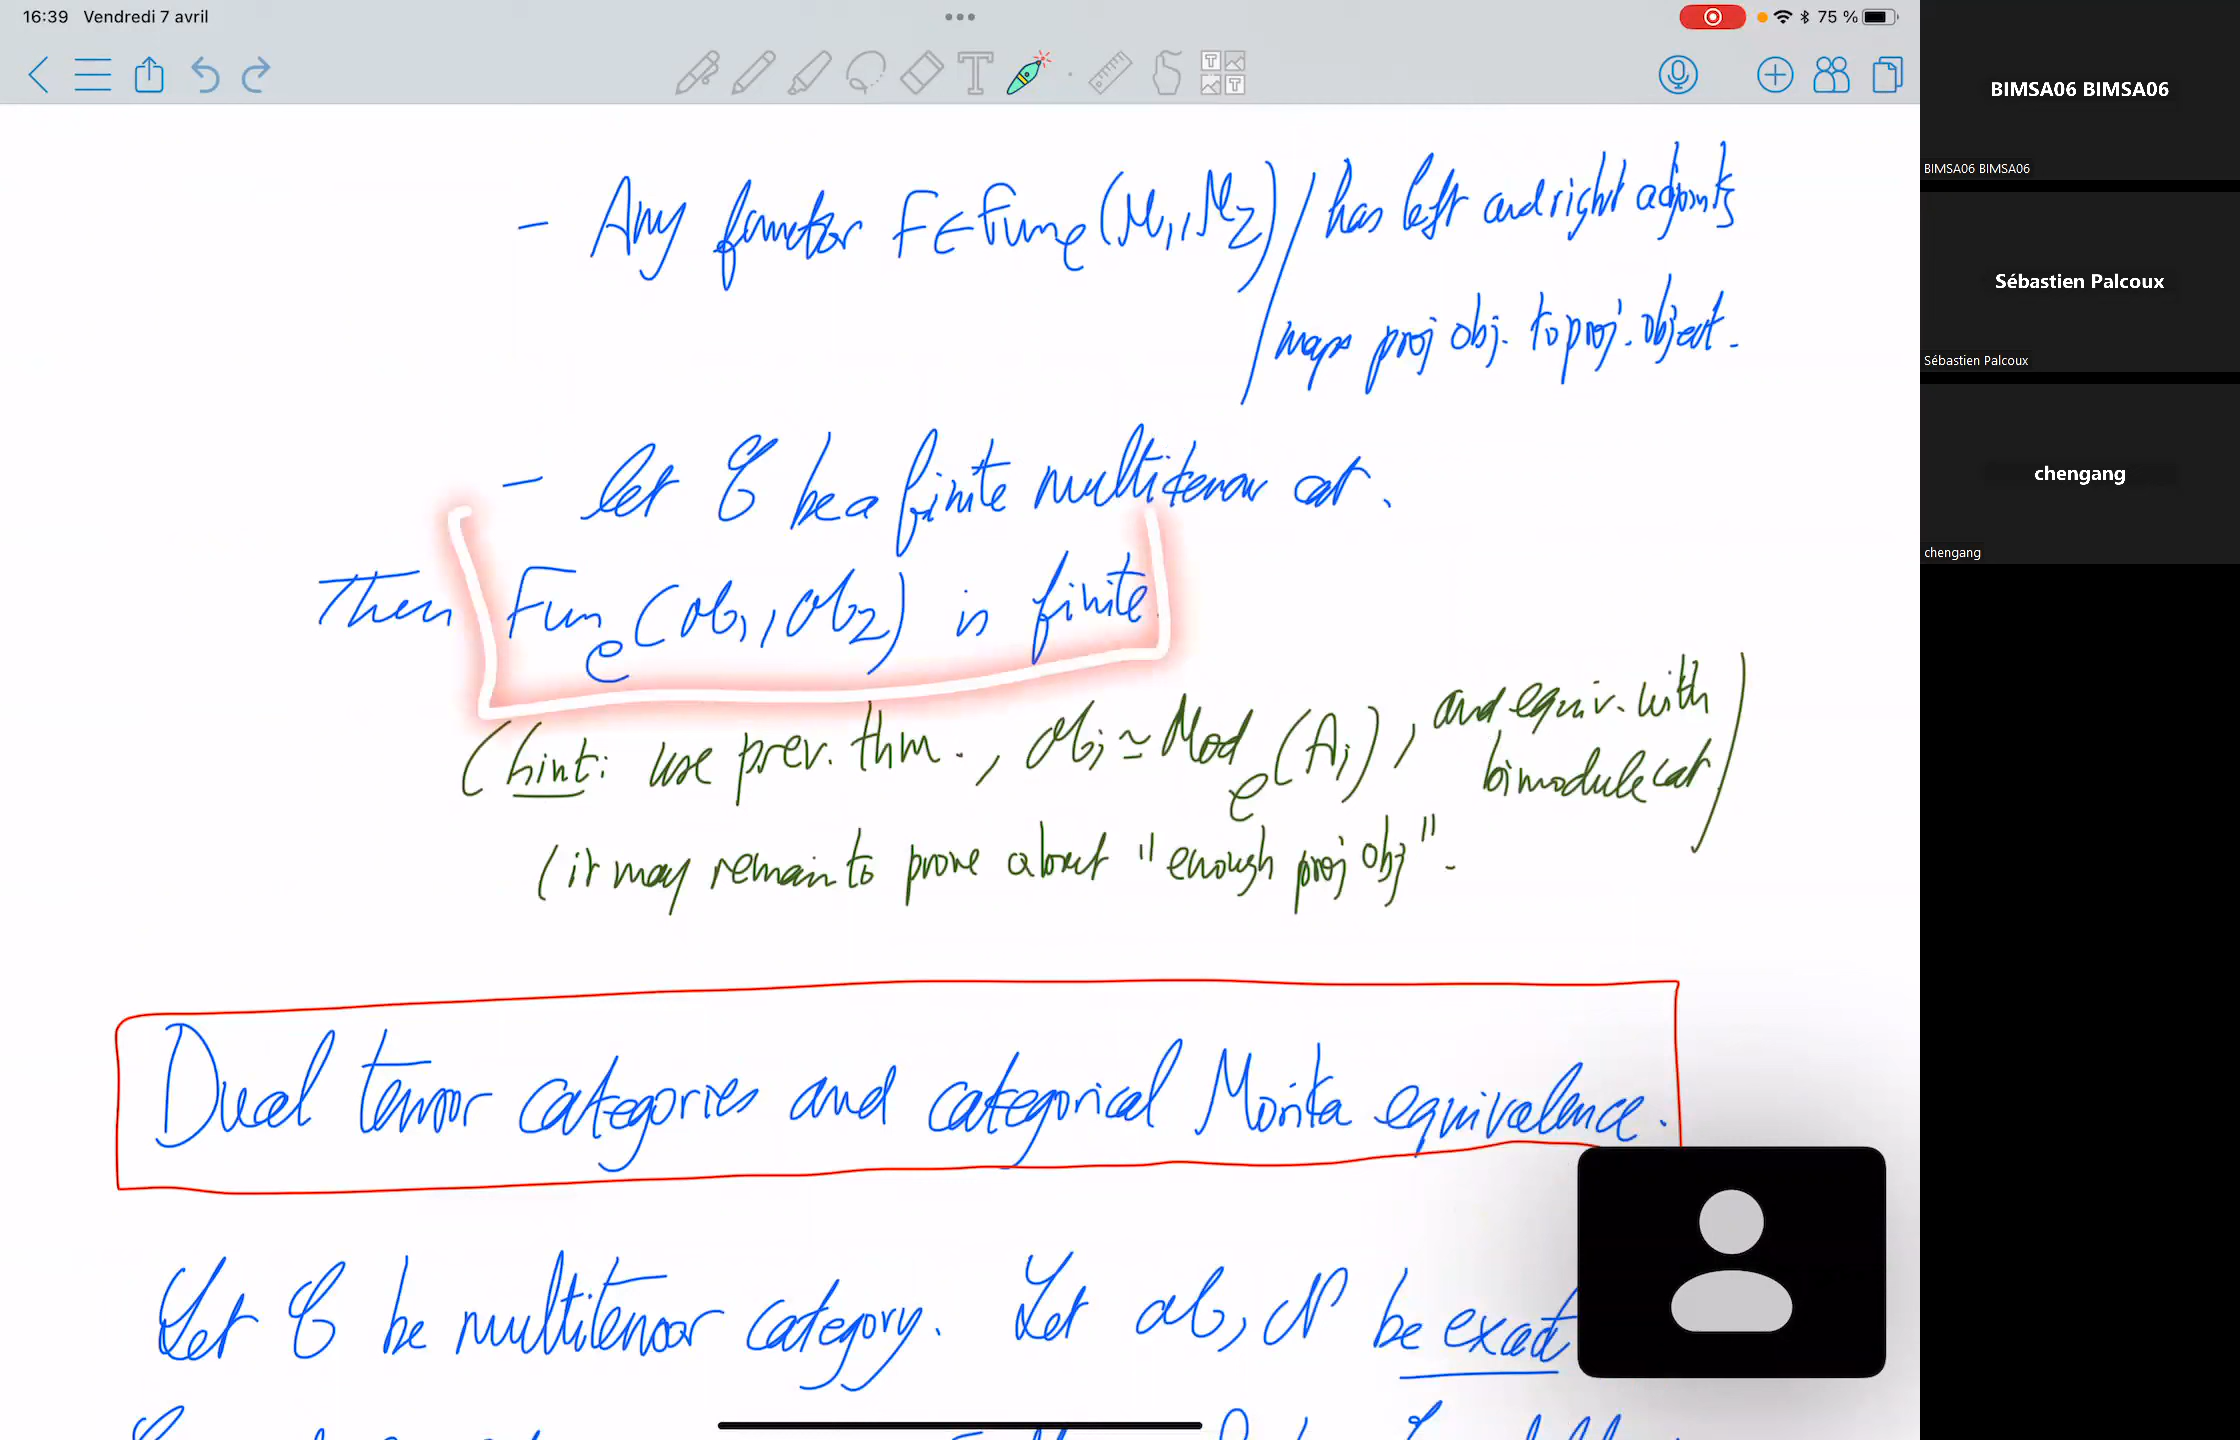 16:39 Vendredi 7 avril
75 %
- Any functor F ∈ Fun_C(M₁, M₂) / has left and right adjoints
/ maps proj obj. to proj. object.
- Let C be a finite multitensor cat.
Then Fun_C(M₁, M₂) is finite.
(hint: use prev. thm., Mᵢ ≃ Mod_C(Aᵢ), and equiv. with
bimodule cat)
(it may remain to prove about "enough proj obj".
Dual tensor categories and categorical Morita equivalence.
Let C be multitensor category. Let M, N be exact
BIMSA06 BIMSA06
BIMSA06 BIMSA06
Sébastien Palcoux
Sébastien Palcoux
chengang
chengang